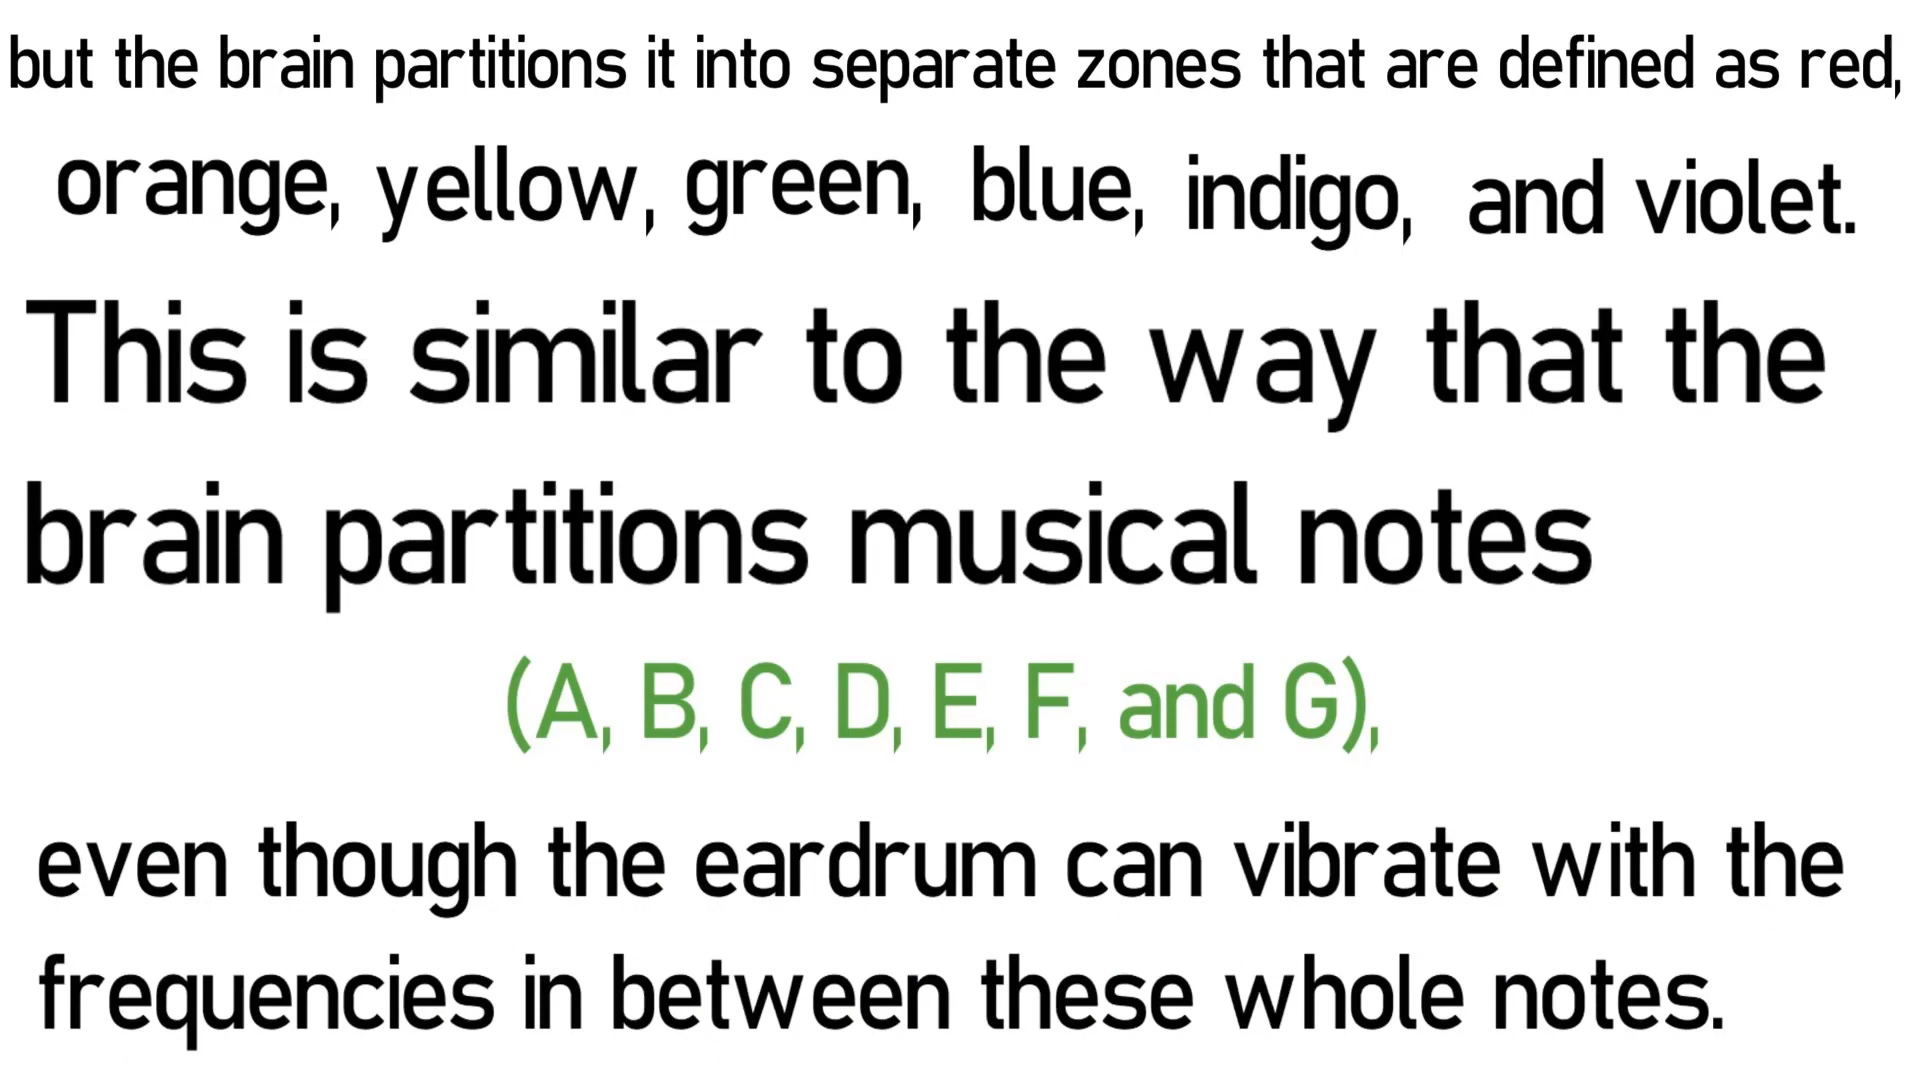 but the brain partitions it into separate zones that are defined as red,
orange, yellow, green, blue, indigo, and violet.
This is similar to the way that the
brain partitions musical notes
(A, B, C, D, E, F, and G),
even though the eardrum can vibrate with the
frequencies in between these whole notes.